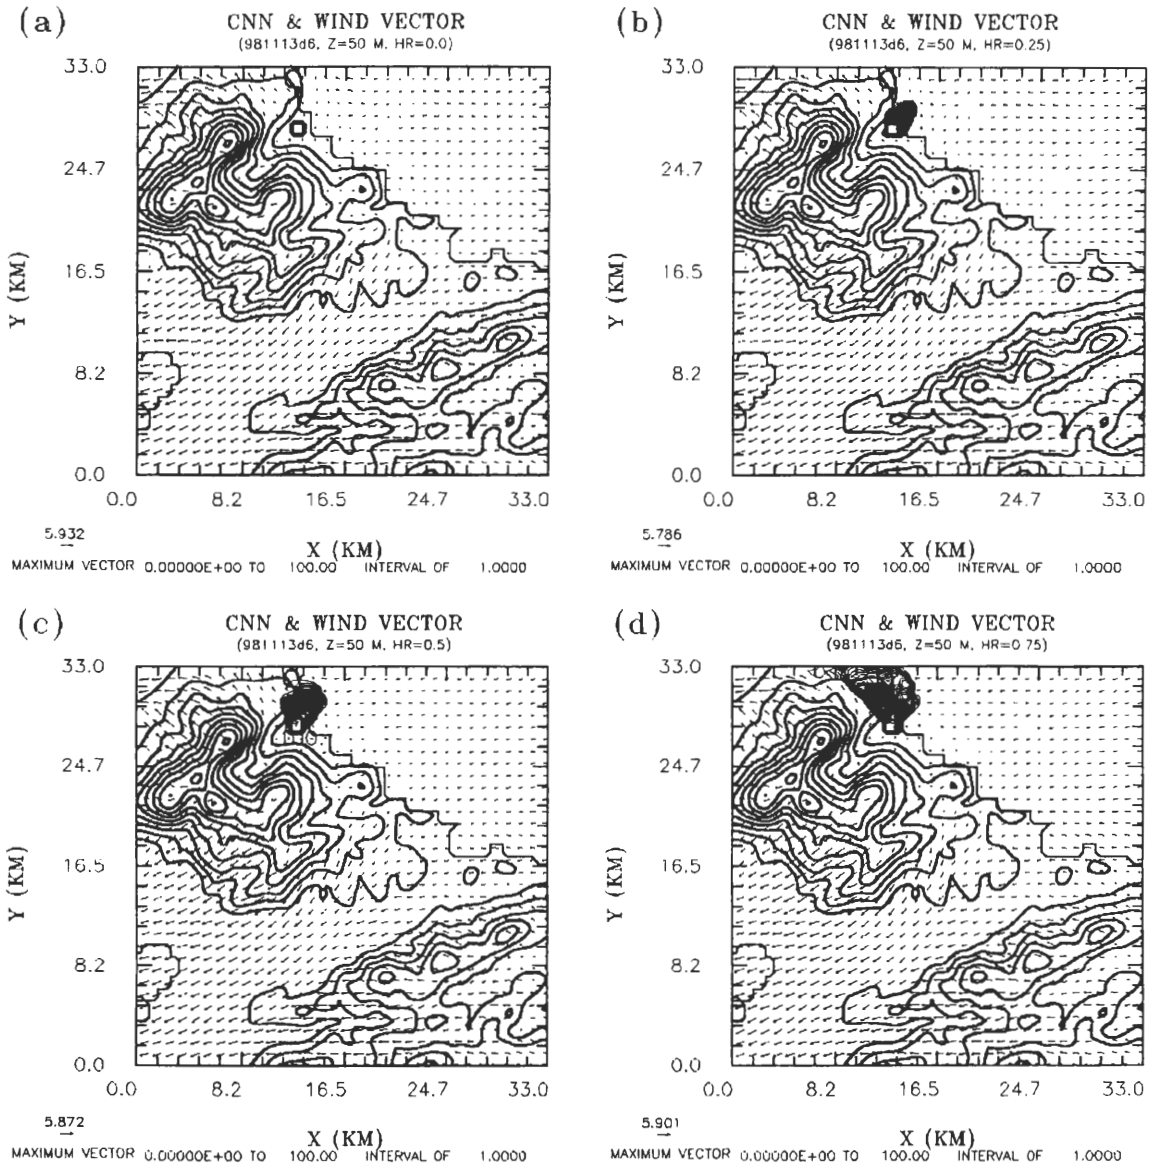 (a) CNN & WIND VECTOR
(981113d6, Z=50 M, HR=0.0)
33.0
24.7
16.5
8.2
0.0
Y (KM)
0.0 8.2 16.5 24.7 33.0
X (KM)
5.932
MAXIMUM VECTOR 0.00000E+00 TO 100.00 INTERVAL OF 1.0000
(b) CNN & WIND VECTOR
(981113d6, Z=50 M, HR=0.25)
33.0
24.7
16.5
8.2
0.0
Y (KM)
0.0 8.2 16.5 24.7 33.0
X (KM)
5.786
MAXIMUM VECTOR 0.00000E+00 TO 100.00 INTERVAL OF 1.0000
(c) CNN & WIND VECTOR
(981113d6, Z=50 M, HR=0.5)
33.0
24.7
16.5
8.2
0.0
Y (KM)
0.0 8.2 16.5 24.7 33.0
X (KM)
5.872
MAXIMUM VECTOR 0.00000E+00 TO 100.00 INTERVAL OF 1.0000
(d) CNN & WIND VECTOR
(981113d6, Z=50 M, HR=0.75)
33.0
24.7
16.5
8.2
0.0
Y (KM)
0.0 8.2 16.5 24.7 33.0
X (KM)
5.901
MAXIMUM VECTOR 0.00000E+00 TO 100.00 INTERVAL OF 1.0000